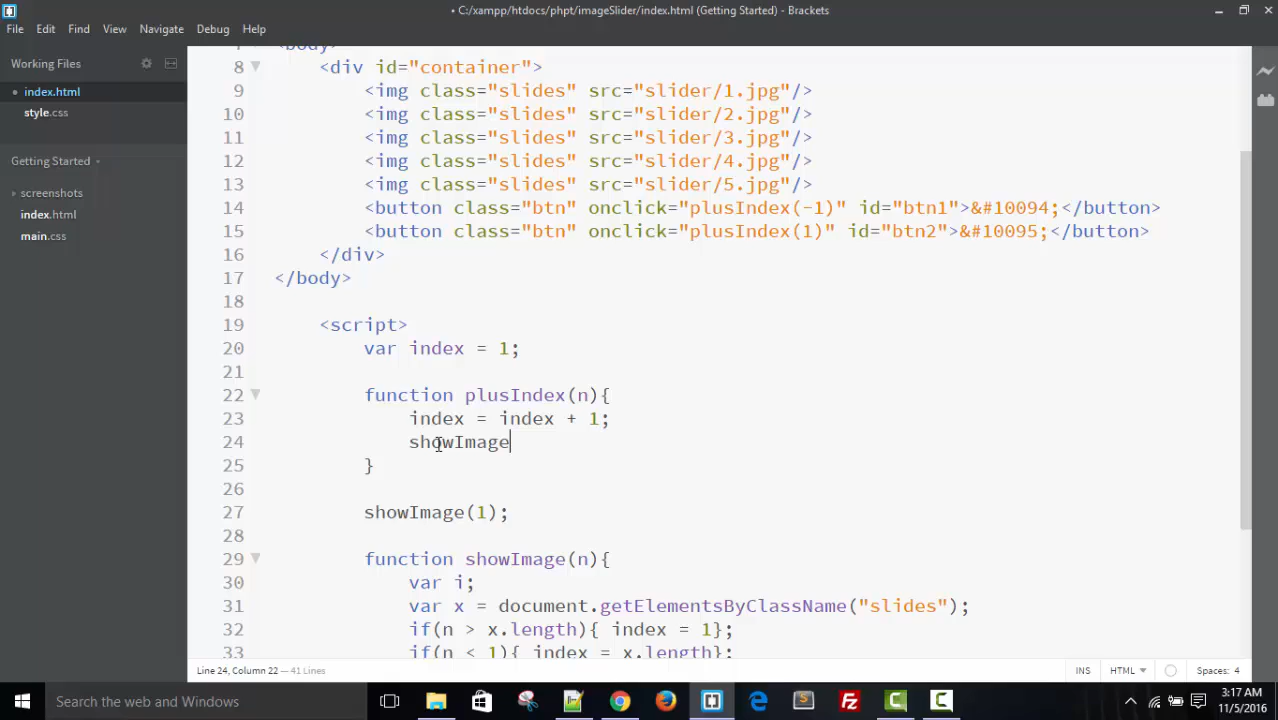 • C:/xampp/htdocs/phpt/imageSlider/index.html (Getting Started) - Brackets
File Edit Find View Navigate Debug Help
Working Files
• index.html
style.css
Getting Started
screenshots
index.html
main.css
7 <body>
8 <div id="container">
9 <img class="slides" src="slider/1.jpg"/>
10 <img class="slides" src="slider/2.jpg"/>
11 <img class="slides" src="slider/3.jpg"/>
12 <img class="slides" src="slider/4.jpg"/>
13 <img class="slides" src="slider/5.jpg"/>
14 <button class="btn" onclick="plusIndex(-1)" id="btn1">&#10094;</button>
15 <button class="btn" onclick="plusIndex(1)" id="btn2">&#10095;</button>
16 </div>
17 </body>
18
19 <script>
20 var index = 1;
21
22 function plusIndex(n){
23 index = index + 1;
24 showImage
25 }
26
27 showImage(1);
28
29 function showImage(n){
30 var i;
31 var x = document.getElementsByClassName("slides");
32 if(n > x.length){ index = 1};
33 if(n < 1){ index = x.length};
Line 24, Column 22 — 41 Lines
INS HTML Spaces: 4
Search the web and Windows
3:17 AM
11/5/2016